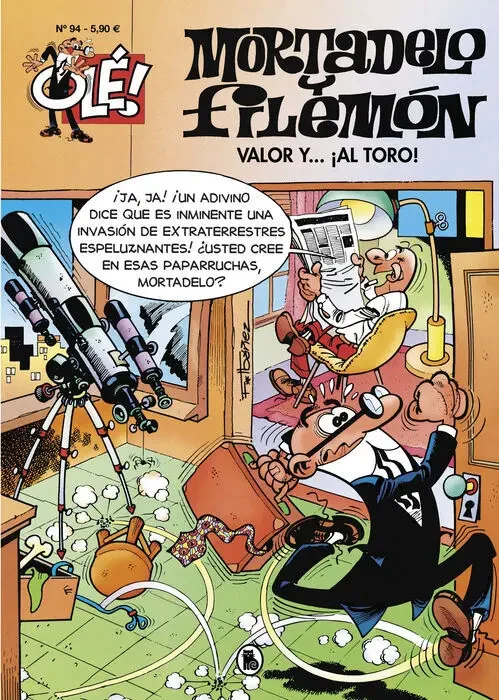 Nº 94 - 5,90 €
OLÉ!
MORTADELO
Y
FILEMÓN
VALOR Y... ¡AL TORO!
¡JA, JA! ¡UN ADIVINO
DICE QUE ES INMINENTE UNA
INVASIÓN DE EXTRATERRESTRES
ESPELUZNANTES! ¿USTED CREE
EN ESAS PAPARRUCHAS,
MORTADELO?
F. Ibáñez